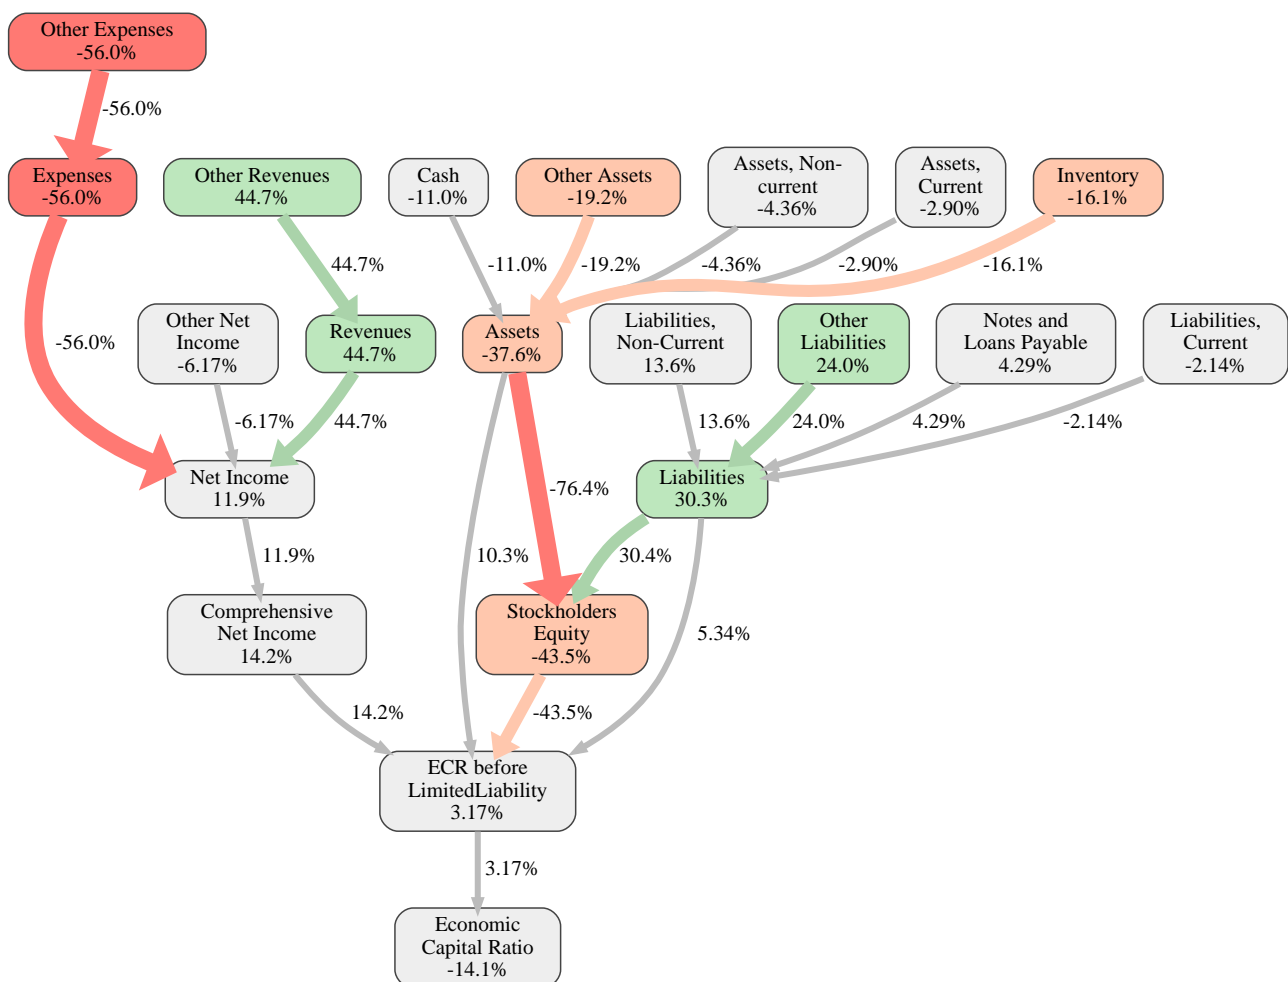 Other Expenses
-56.0%
-56.0%
Expenses
-56.0%
Other Revenues
44.7%
Cash
-11.0%
Other Assets
-19.2%
Assets, Non-
current
-4.36%
Assets,
Current
-2.90%
Inventory
-16.1%
44.7%
-11.0%
-19.2%
-4.36%
-2.90%
-16.1%
-56.0%
Other Net
Income
-6.17%
Revenues
44.7%
Assets
-37.6%
Liabilities,
Non-Current
13.6%
Other
Liabilities
24.0%
Notes and
Loans Payable
4.29%
Liabilities,
Current
-2.14%
-6.17%
44.7%
13.6%
24.0%
4.29%
-2.14%
Net Income
11.9%
-76.4%
Liabilities
30.3%
11.9%
10.3%
30.4%
Comprehensive
Net Income
14.2%
Stockholders
Equity
-43.5%
5.34%
14.2%
-43.5%
ECR before
LimitedLiability
3.17%
3.17%
Economic
Capital Ratio
-14.1%